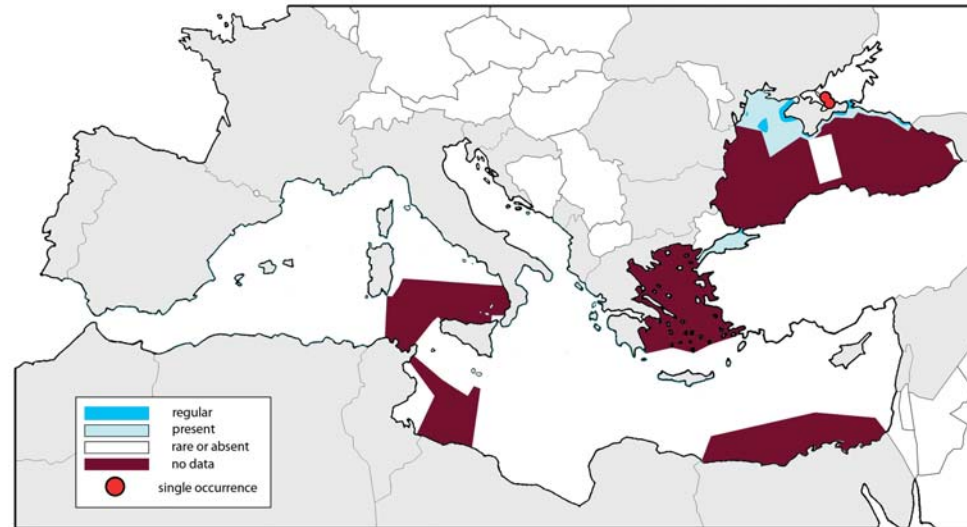 regular
present
rare or absent
no data
single occurrence